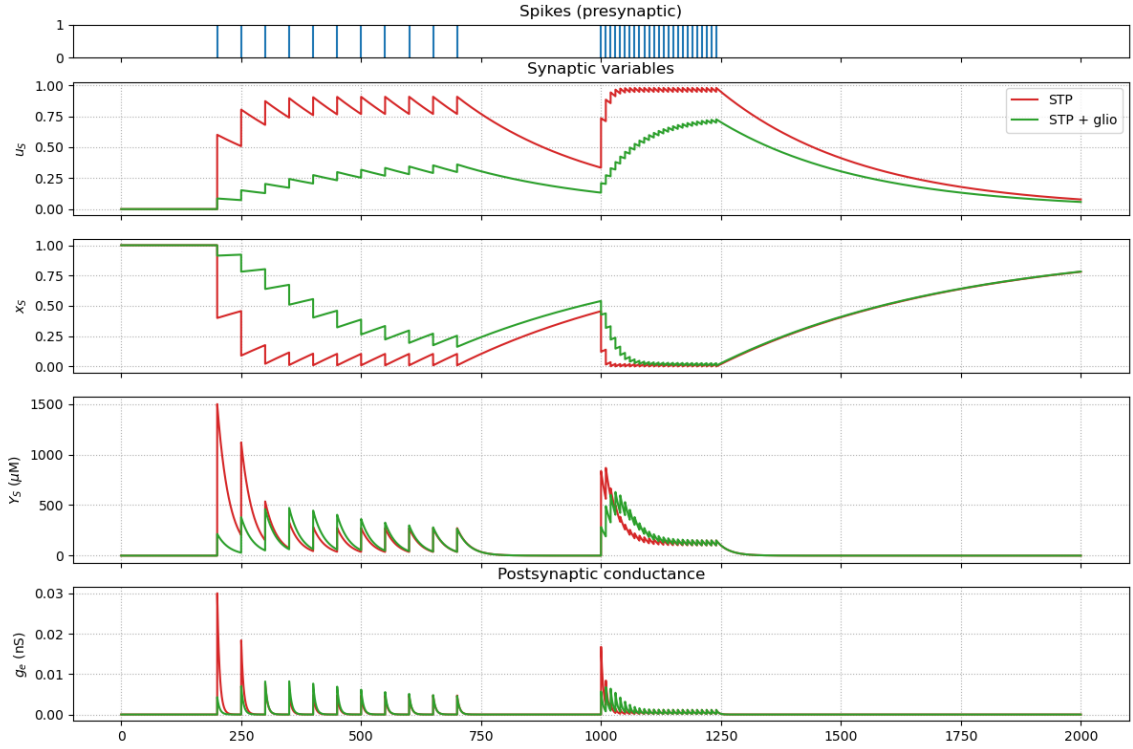 Spikes (presynaptic)
1
0
Synaptic variables
1.00
0.75
0.50
0.25
0.00
u_S
STP
STP + glio
1.00
0.75
0.50
0.25
0.00
x_S
1500
1000
500
0
Y_S (μM)
Postsynaptic conductance
0.03
0.02
0.01
0.00
g_e (nS)
0 250 500 750 1000 1250 1500 1750 2000